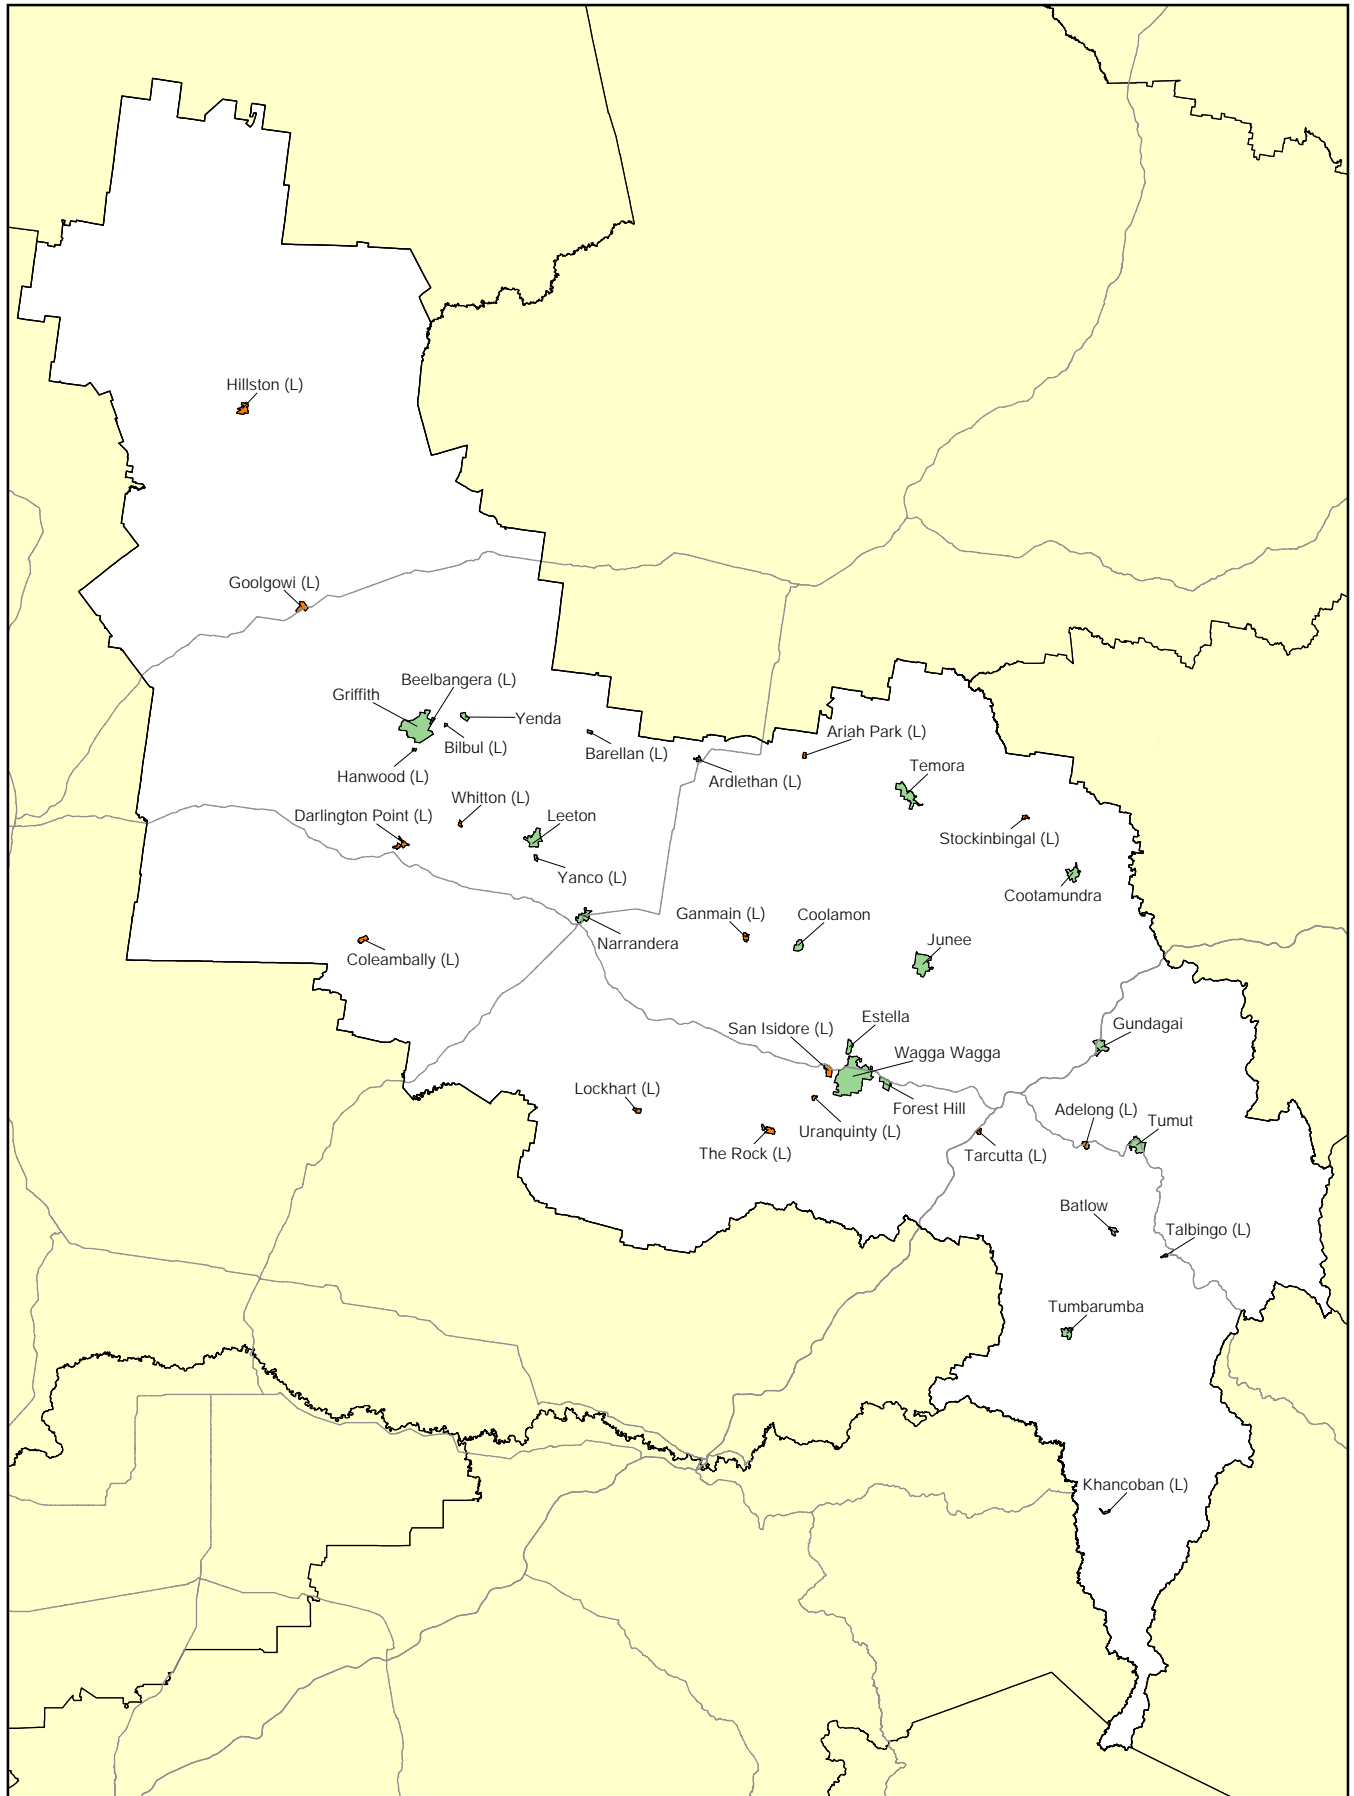 Hillston (L)
Goolgowi (L)
Beelbangera (L)
Griffith
Yenda
Bilbul (L)
Hanwood (L)
Barellan (L)
Ariah Park (L)
Ardlethan (L)
Temora
Whitton (L)
Darlington Point (L)
Leeton
Stockinbingal (L)
Yanco (L)
Cootamundra
Ganmain (L)
Coolamon
Narrandera
Junee
Coleambally (L)
Estella
San Isidore (L)
Gundagai
Wagga Wagga
Lockhart (L)
Forest Hill
Adelong (L)
Tumut
Uranquinty (L)
The Rock (L)
Tarcutta (L)
Batlow
Talbingo (L)
Tumbarumba
Khancoban (L)